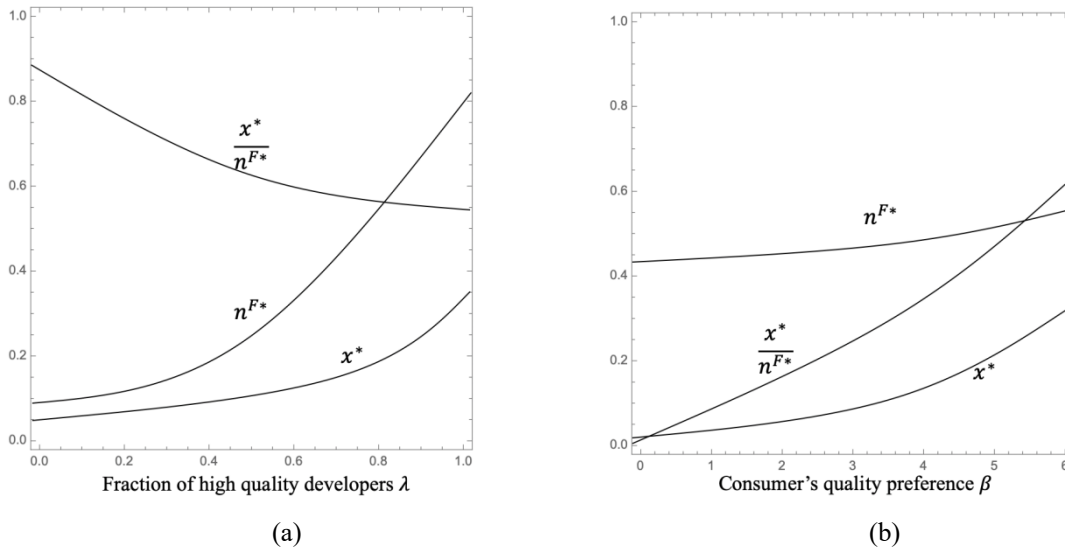 1.0
0.8
0.6
0.4
0.2
0.0
x*
n^{F*}
n^{F*}
x*
0.0 0.2 0.4 0.6 0.8 1.0
Fraction of high quality developers λ
(a)
1.0
0.8
0.6
0.4
0.2
0.0
n^{F*}
x*
n^{F*}
x*
0 1 2 3 4 5 6
Consumer’s quality preference β
(b)